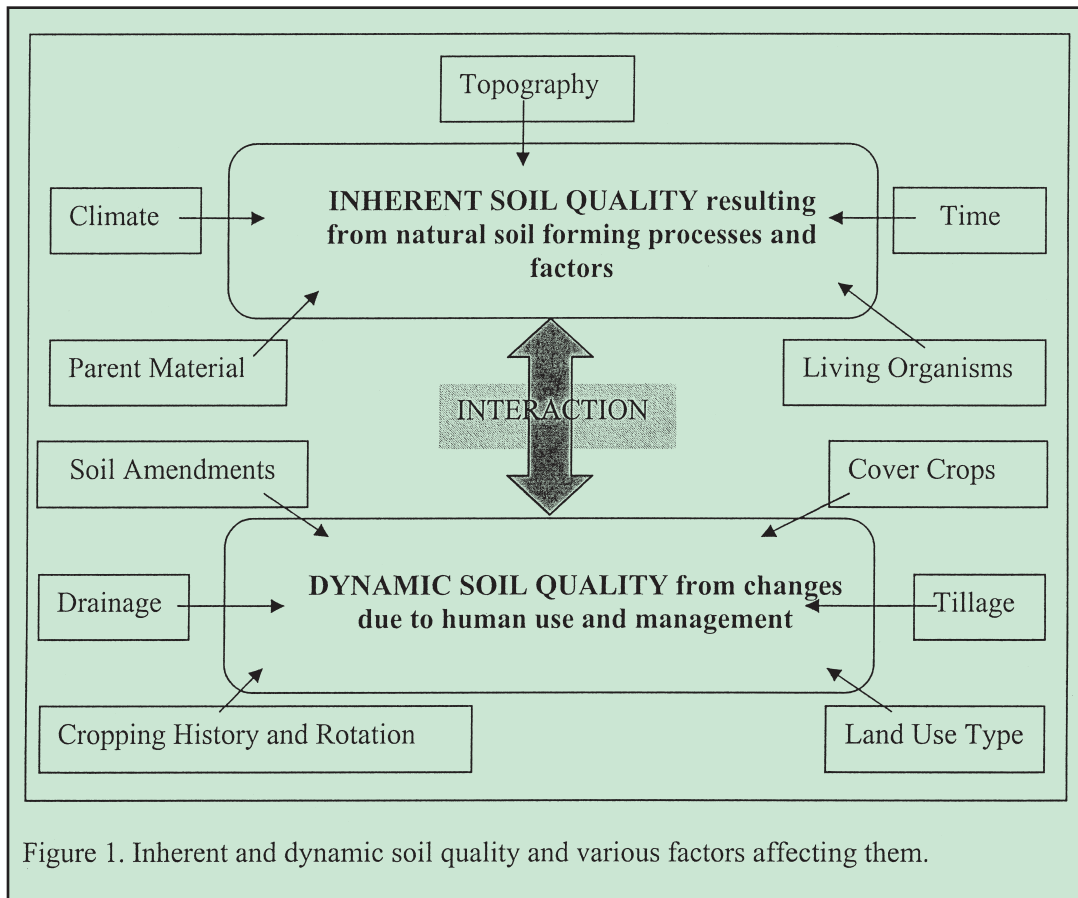 Topography
Climate
INHERENT SOIL QUALITY resulting
from natural soil forming processes and
factors
Time
Parent Material
Living Organisms
INTERACTION
Soil Amendments
Cover Crops
Drainage
DYNAMIC SOIL QUALITY from changes
due to human use and management
Tillage
Cropping History and Rotation
Land Use Type
Figure 1. Inherent and dynamic soil quality and various factors affecting them.